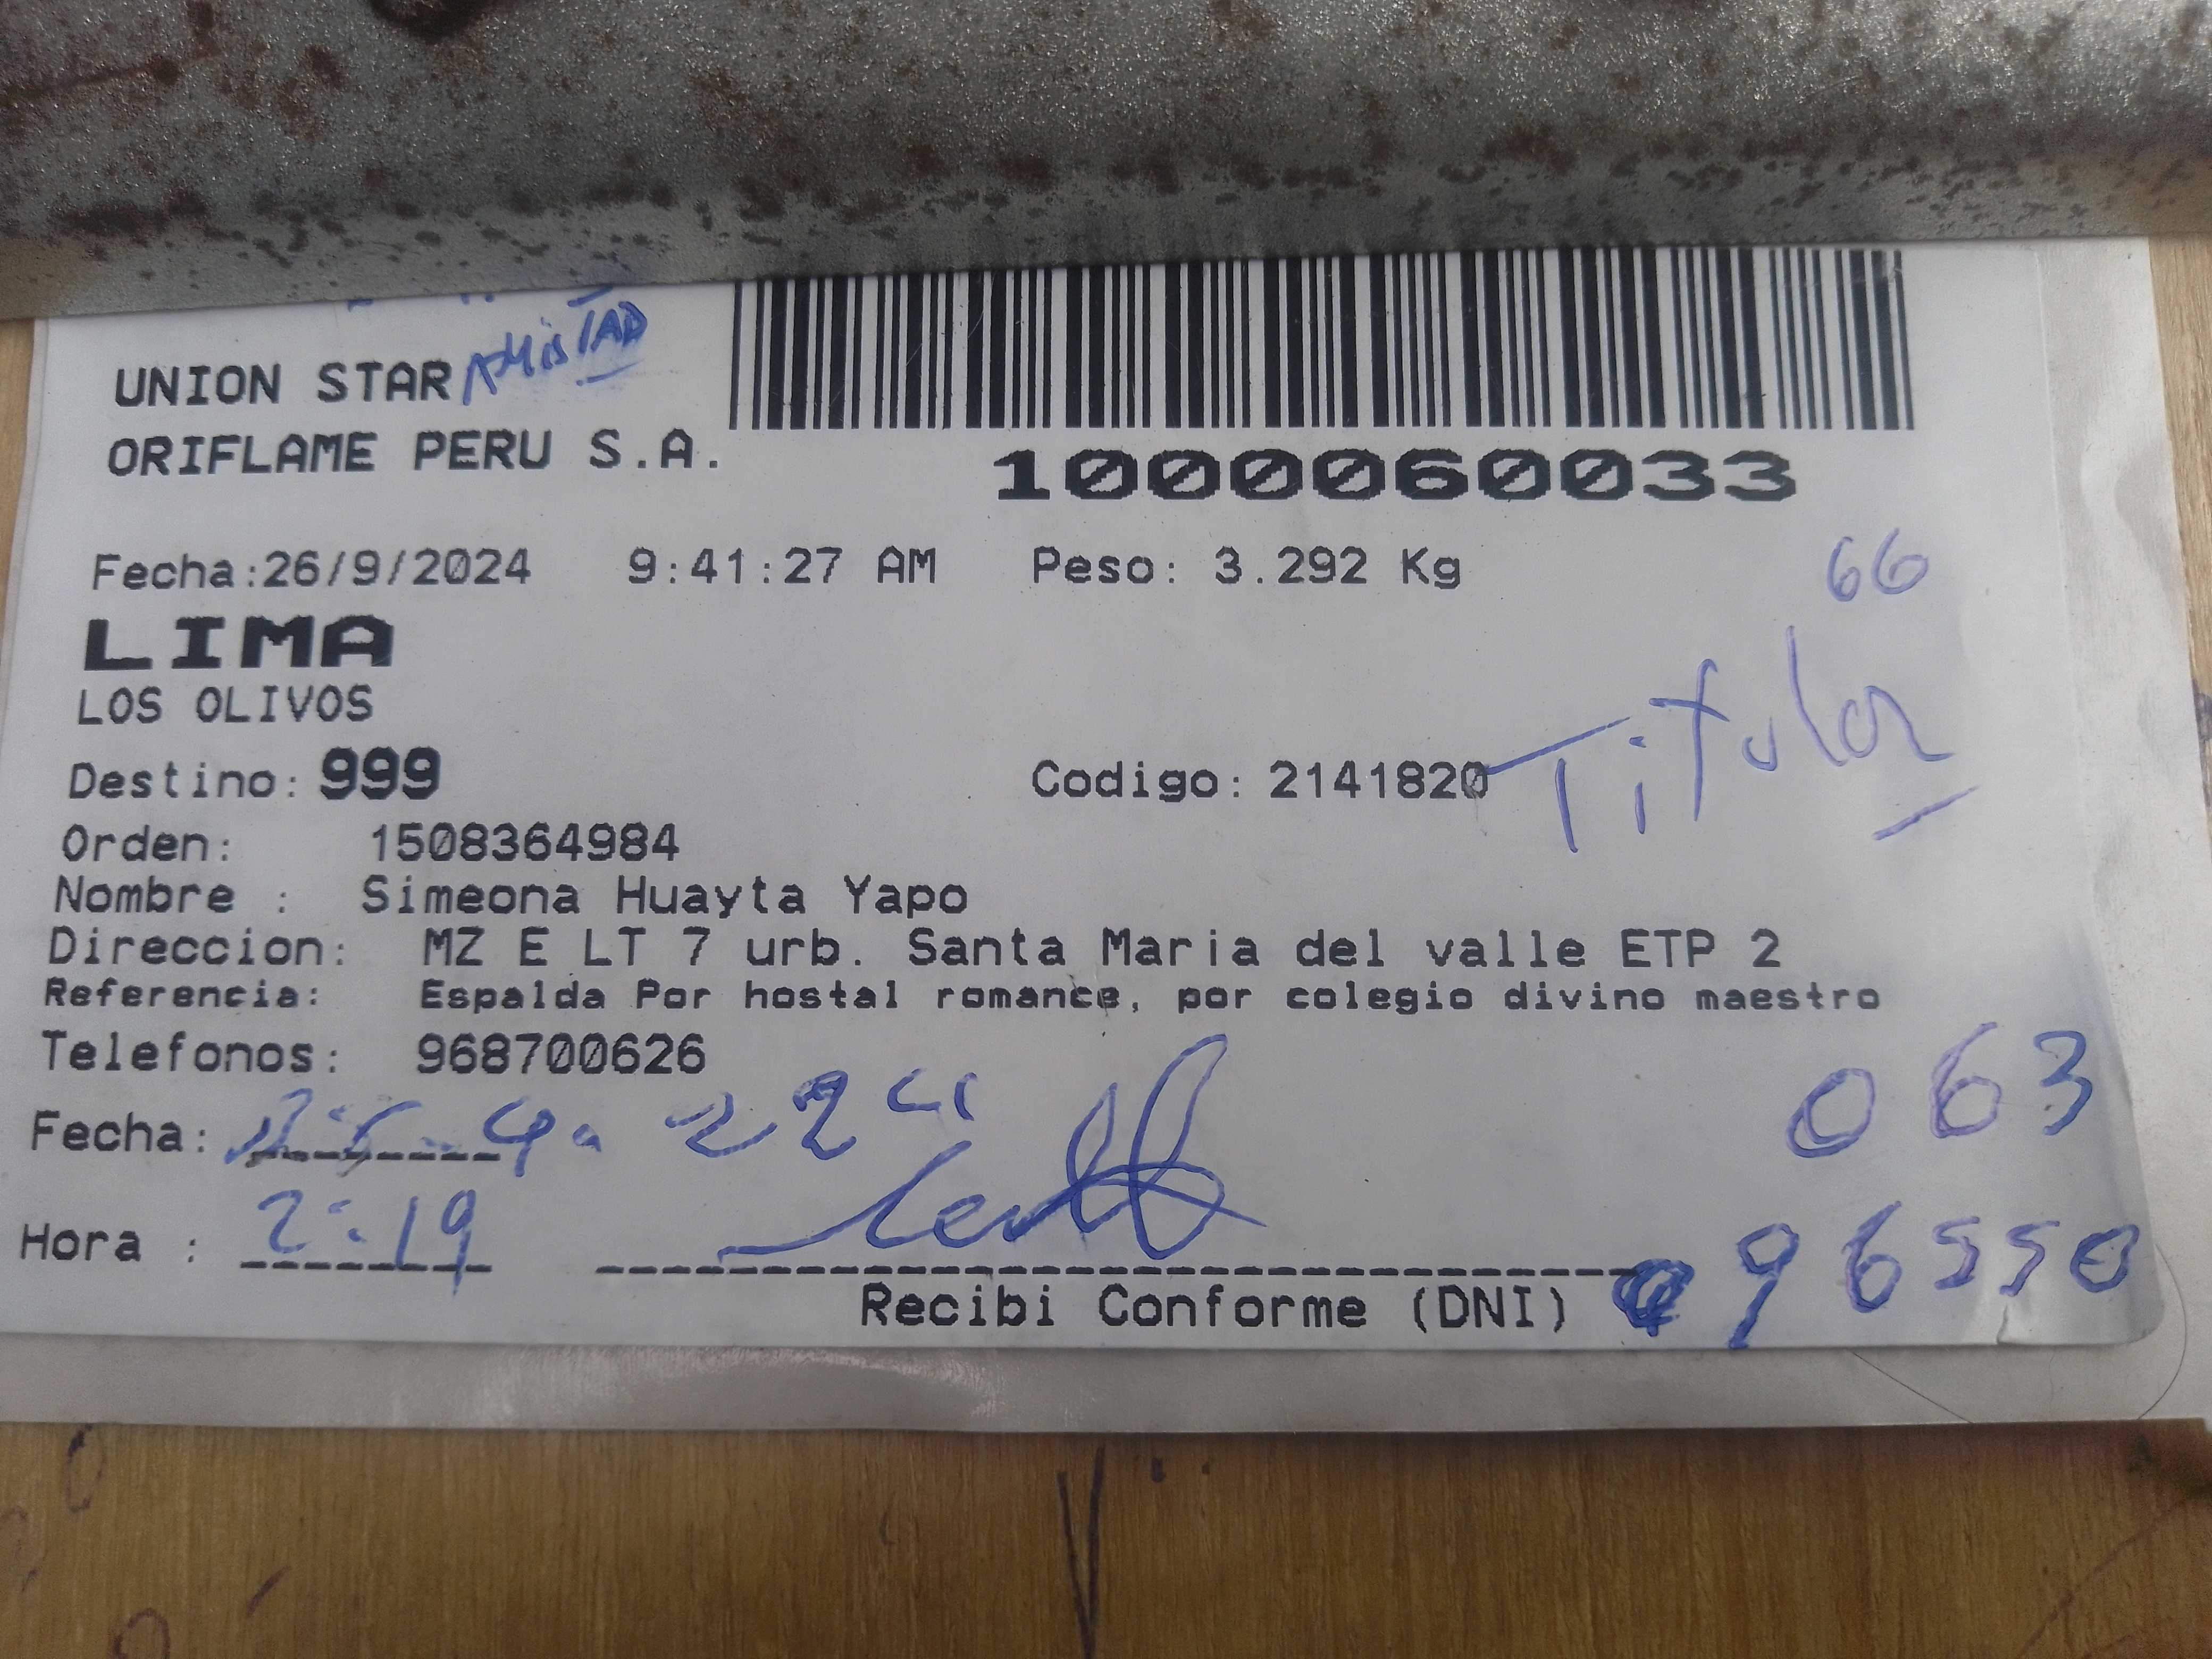 UNION STAR AMISTAD
ORIFLAME PERU S.A.
1000060033
Fecha:26/9/2024 9:41:27 AM Peso: 3.292 Kg
66
LIMA
LOS OLIVOS
Destino: 999 Codigo: 2141820 Titular
Orden: 1508364984
Nombre : Simeona Huayta Yapo
Direccion: MZ E LT 7 urb. Santa Maria del valle ETP 2
Referencia: Espalda Por hostal romance, por colegio divino maestro
Telefonos: 968700626
063
Fecha:
Hora : 2:19
Recibi Conforme (DNI) 96550